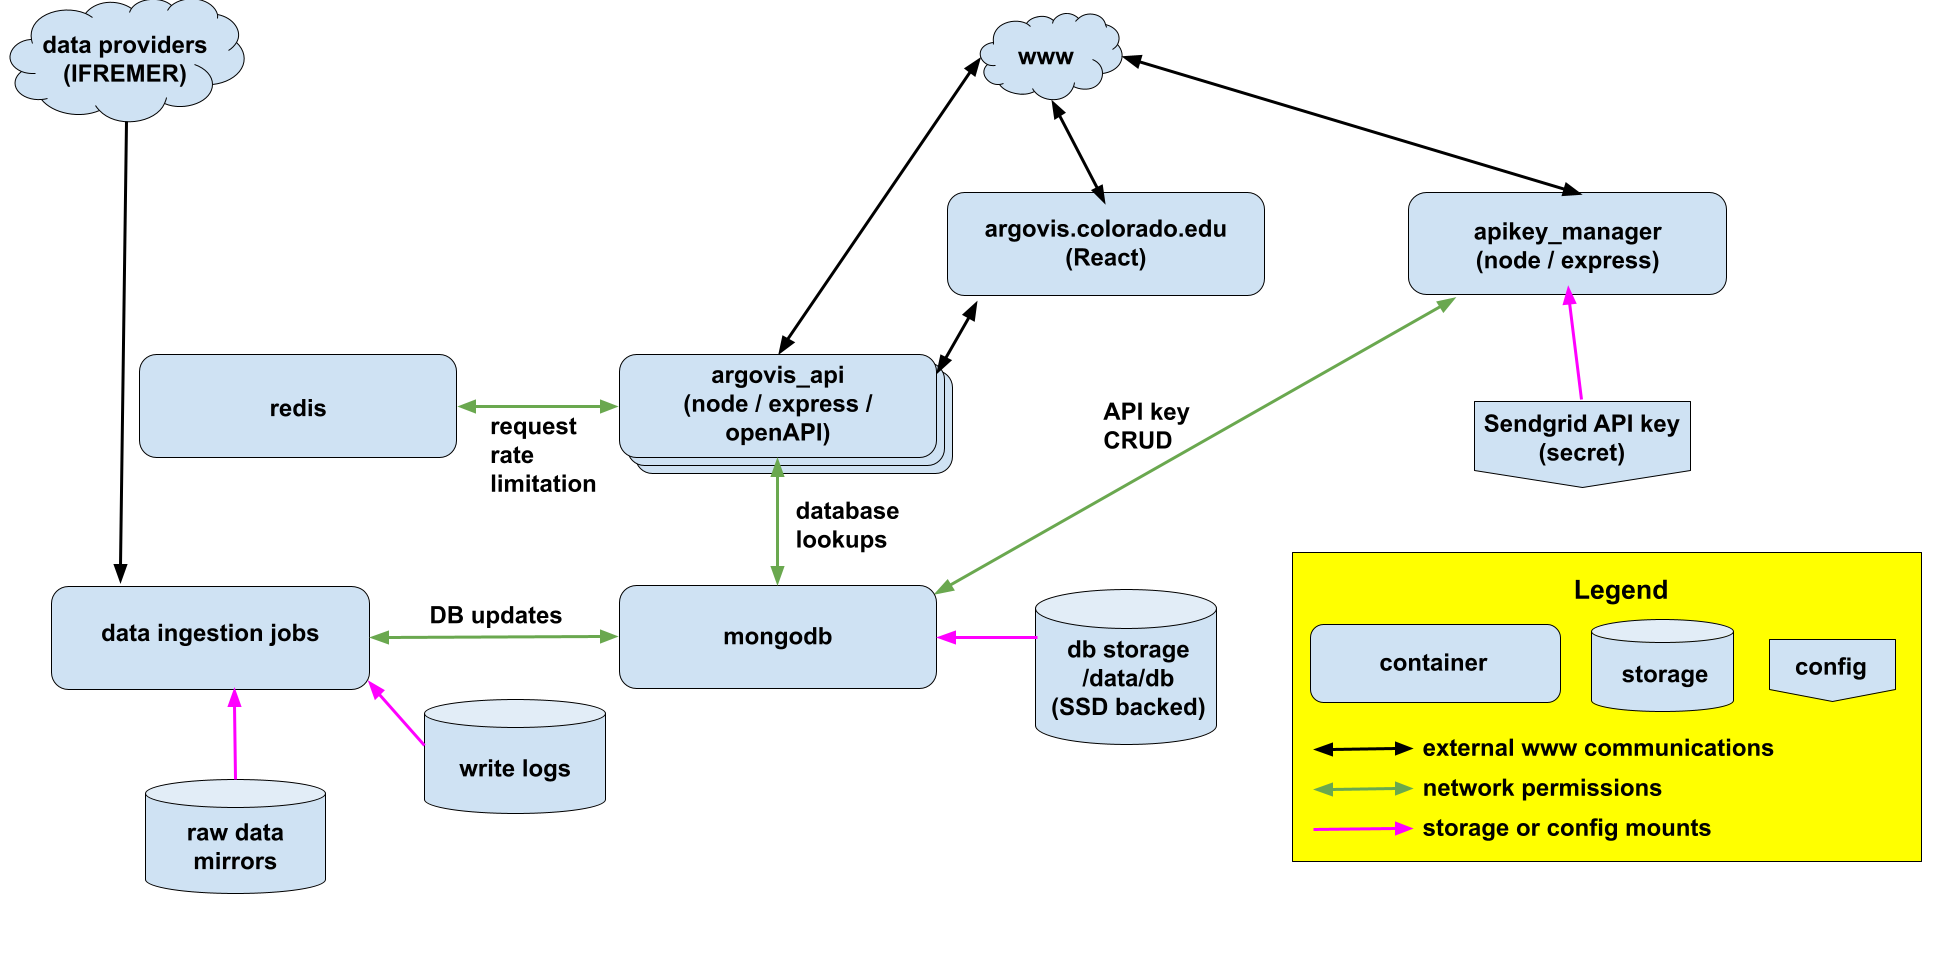 data providers
(IFREMER)
www
argovis.colorado.edu
(React)
apikey_manager
(node / express)
redis
request
rate
limitation
argovis_api
(node / express /
openAPI)
API key
CRUD
Sendgrid API key
(secret)
database
lookups
data ingestion jobs
DB updates
mongodb
db storage
/data/db
(SSD backed)
write logs
raw data
mirrors
Legend
container
storage
config
external www communications
network permissions
storage or config mounts